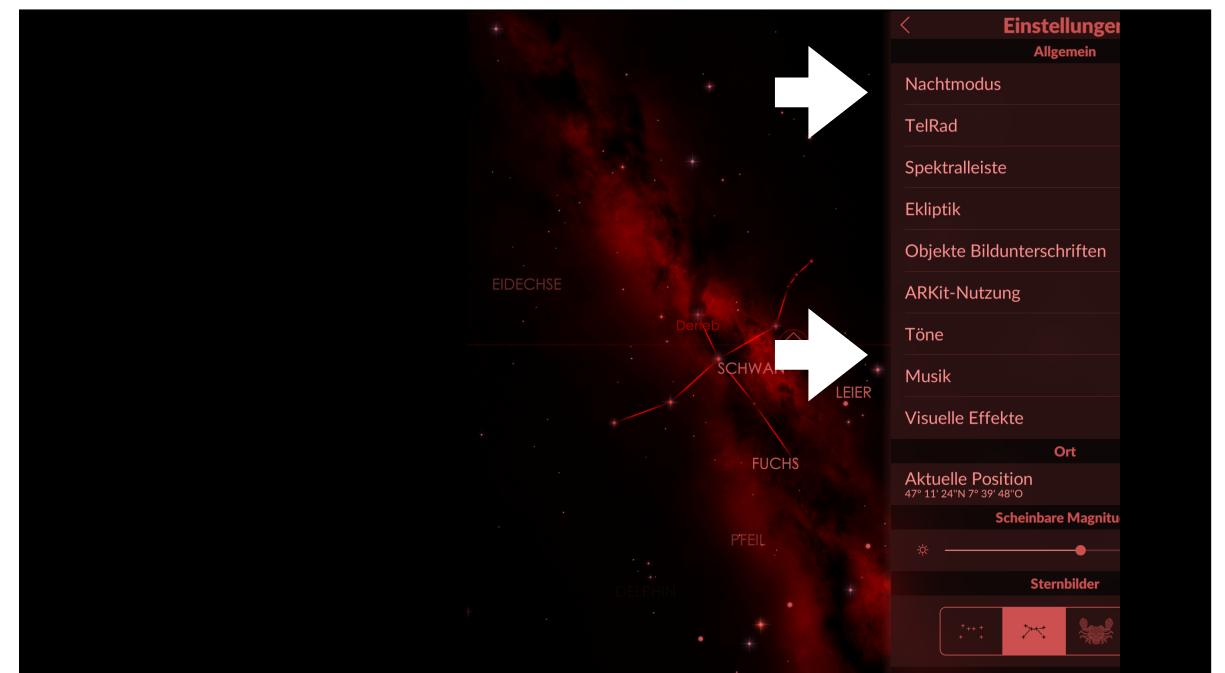 Einstellungen
Allgemein
Nachtmodus
TelRad
Spektralleiste
Ekliptik
Objekte Bildunterschriften
ARKit-Nutzung
Töne
Musik
Visuelle Effekte
Ort
Aktuelle Position
47° 11' 24"N 7° 39' 48"O
Scheinbare Magnitu
Sternbilder
EIDECHSE
Deneb
SCHWAN
LEIER
FUCHS
PFEIL
DELPHIN